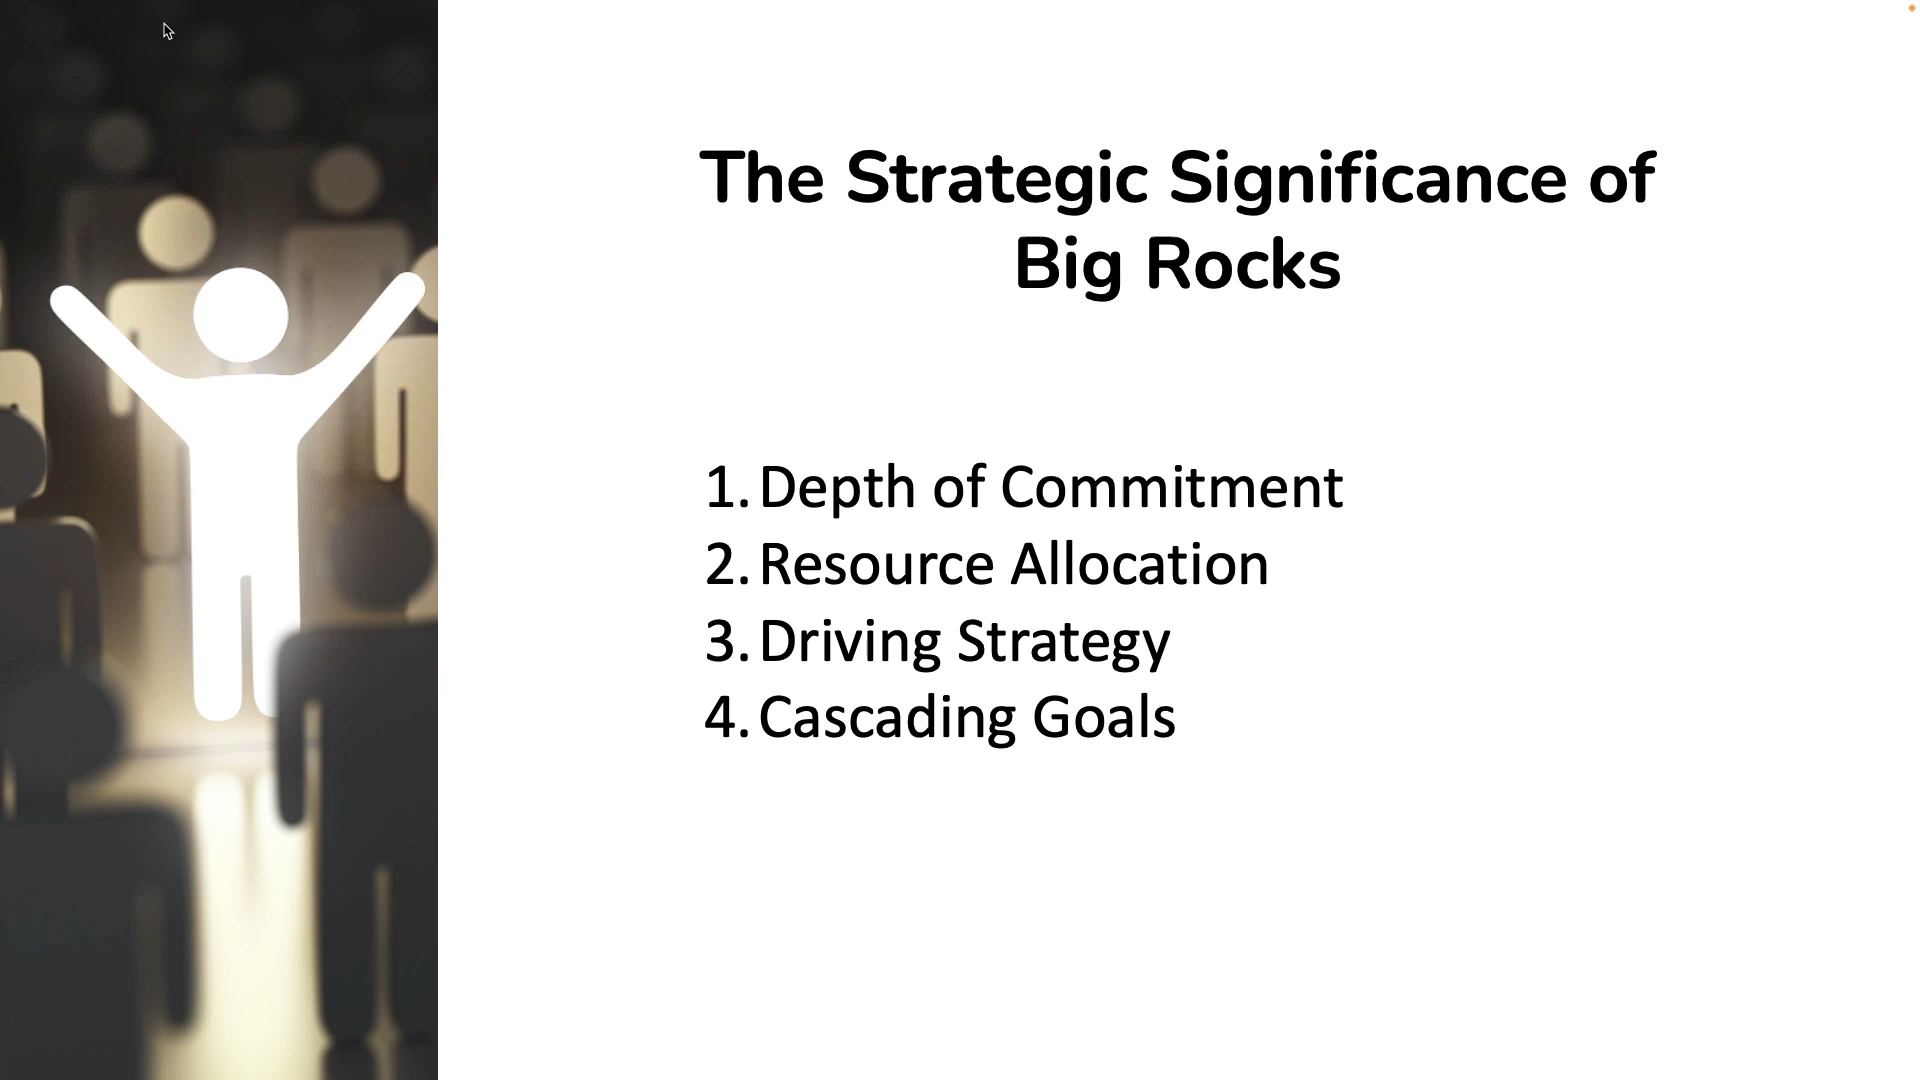 The Strategic Significance of
Big Rocks
1. Depth of Commitment
2. Resource Allocation
3. Driving Strategy
4. Cascading Goals